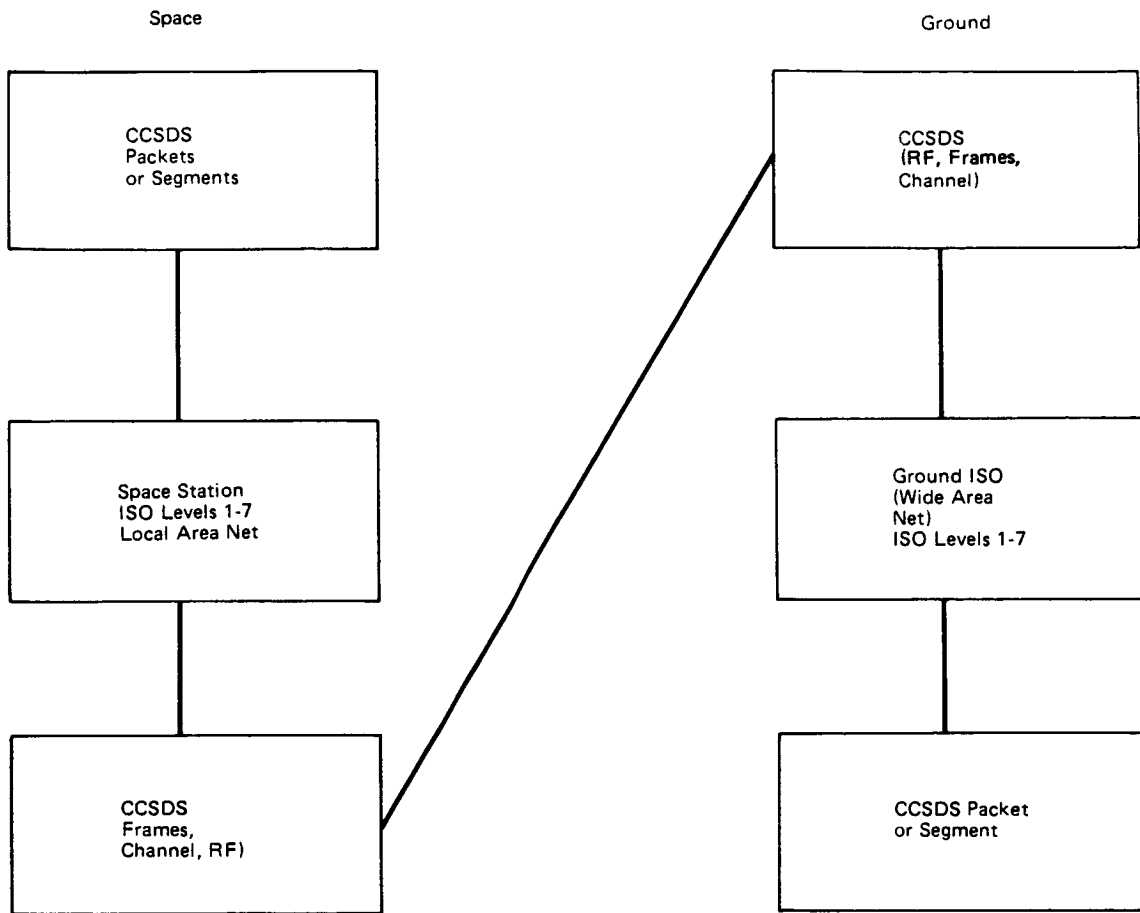 Space
Ground
CCSDS
Packets
or Segments
CCSDS
(RF, Frames,
Channel)
Space Station
ISO Levels 1-7
Local Area Net
Ground ISO
(Wide Area
Net)
ISO Levels 1-7
CCSDS
Frames,
Channel, RF)
CCSDS Packet
or Segment